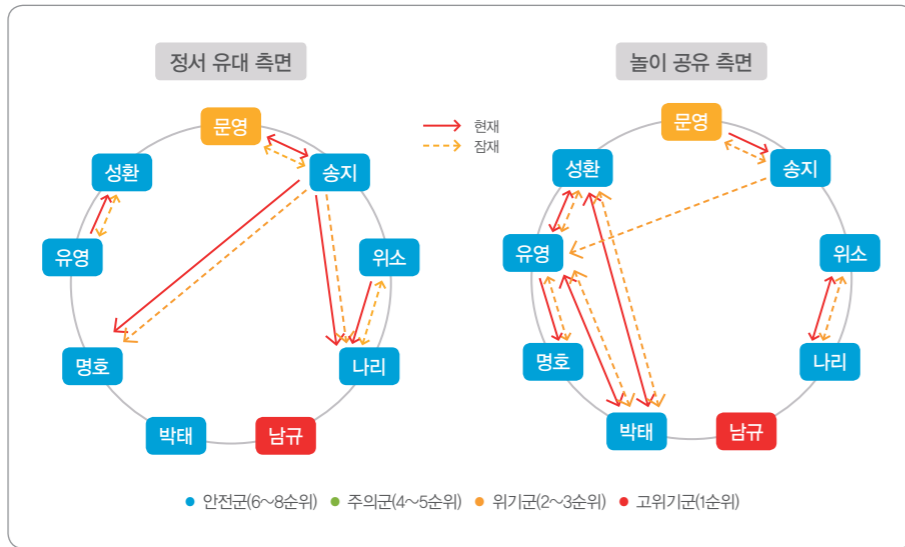 정서 유대 측면
놀이 공유 측면
현재
잠재
문영
성환
송지
유영
위소
명호
나리
박태
남규
문영
성환
송지
유영
위소
명호
나리
박태
남규
안전군(6~8순위) 주의군(4~5순위) 위기군(2~3순위) 고위기군(1순위)